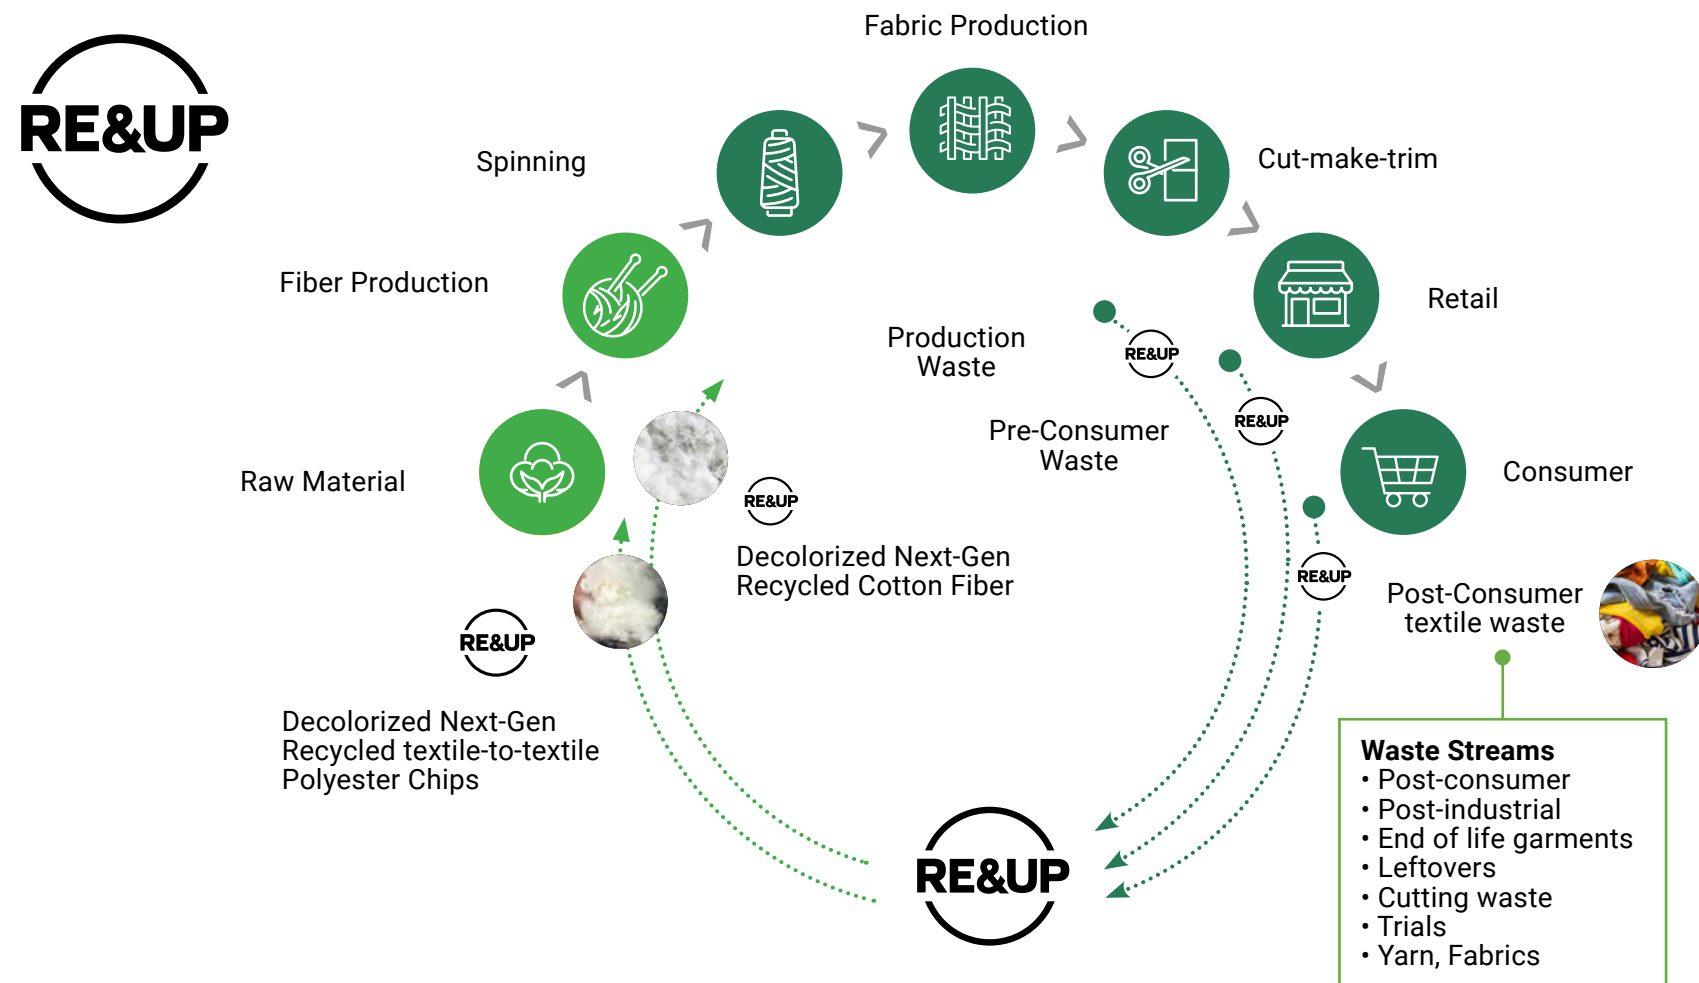 RE&UP
Fabric Production
Spinning
Cut-make-trim
Fiber Production
Retail
Production
Waste
RE&UP
Pre-Consumer
Waste
RE&UP
Raw Material
Consumer
RE&UP
Decolorized Next-Gen
Recycled Cotton Fiber
RE&UP
Post-Consumer
textile waste
RE&UP
Decolorized Next-Gen
Recycled textile-to-textile
Polyester Chips
RE&UP
Waste Streams
• Post-consumer
• Post-industrial
• End of life garments
• Leftovers
• Cutting waste
• Trials
• Yarn, Fabrics